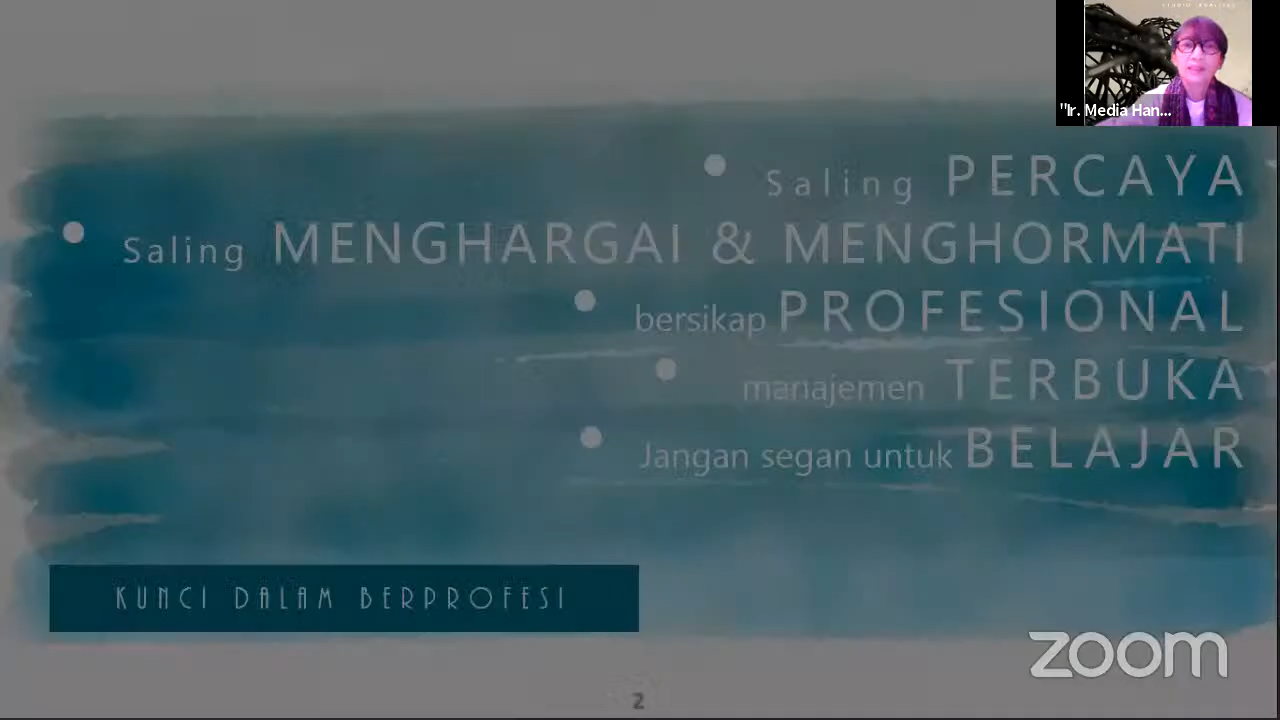 "Ir. Media Han...
Saling PERCAYA
Saling MENGHARGAI & MENGHORMATI
bersikap PROFESIONAL
manajemen TERBUKA
Jangan segan untuk BELAJAR
KUNCI DALAM BERPROFESI
zoom
2